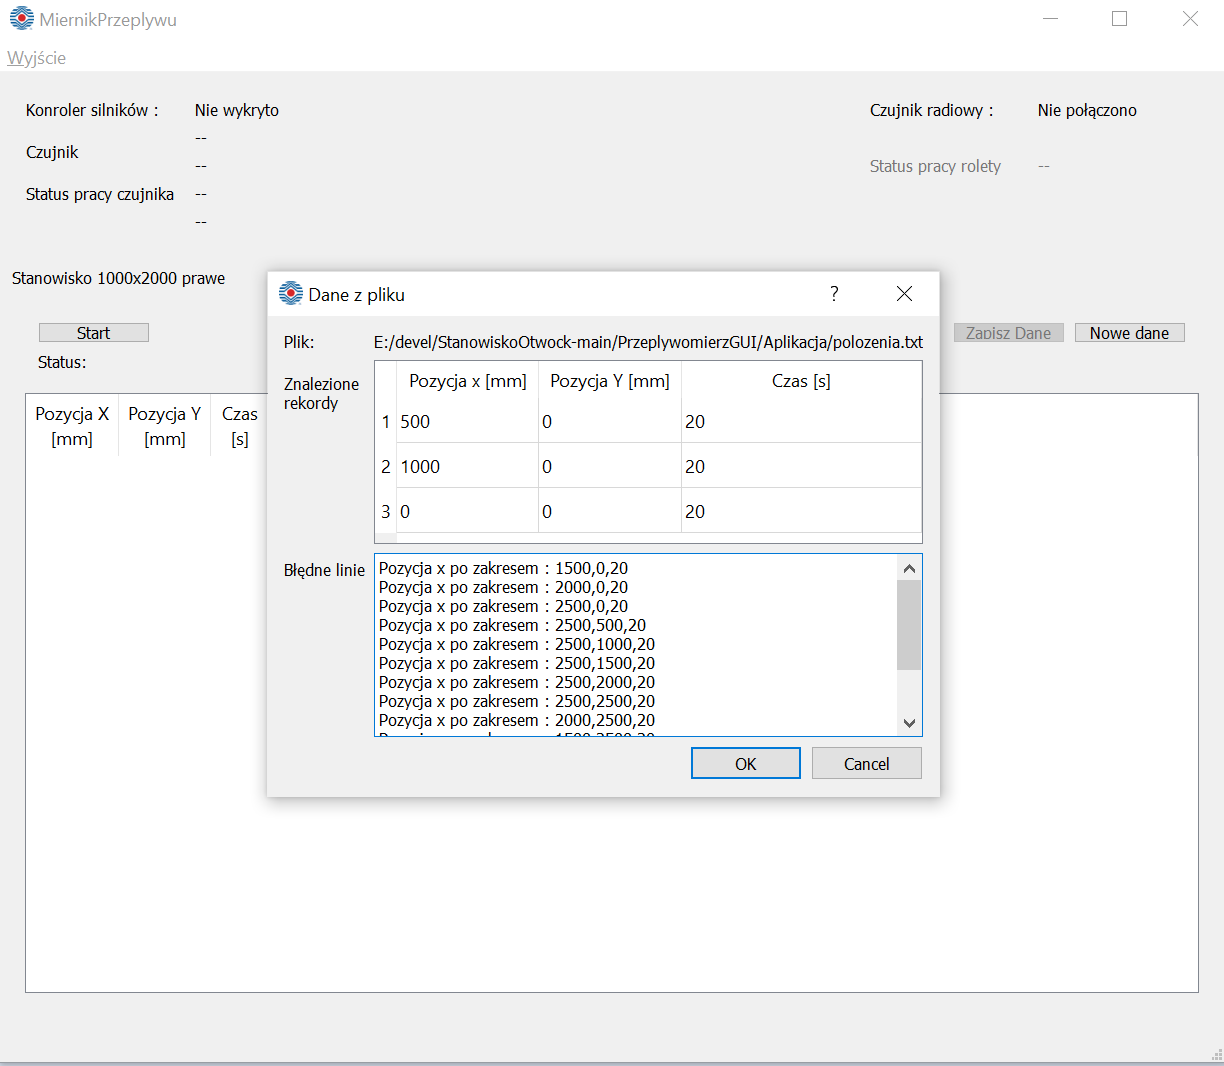 MiernikPrzeplywu
Wyjście
Konroler silników : Nie wykryto
Czujnik radiowy : Nie połączono
--
Czujnik
--
Status pracy rolety --
Status pracy czujnika --
--
Stanowisko 1000x2000 prawe
Start
Zapisz Dane
Nowe dane
Status:
Pozycja X [mm]
Pozycja Y [mm]
Czas [s]
Dane z pliku
?
Plik: E:/devel/StanowiskoOtwock-main/PrzeplywomierzGUI/Aplikacja/polozenia.txt
Znalezione
rekordy
Pozycja x [mm] Pozycja Y [mm] Czas [s]
1 500 0 20
2 1000 0 20
3 0 0 20
Błędne linie
Pozycja x po zakresem : 1500,0,20
Pozycja x po zakresem : 2000,0,20
Pozycja x po zakresem : 2500,0,20
Pozycja x po zakresem : 2500,500,20
Pozycja x po zakresem : 2500,1000,20
Pozycja x po zakresem : 2500,1500,20
Pozycja x po zakresem : 2500,2000,20
Pozycja x po zakresem : 2500,2500,20
Pozycja x po zakresem : 2000,2500,20
OK
Cancel